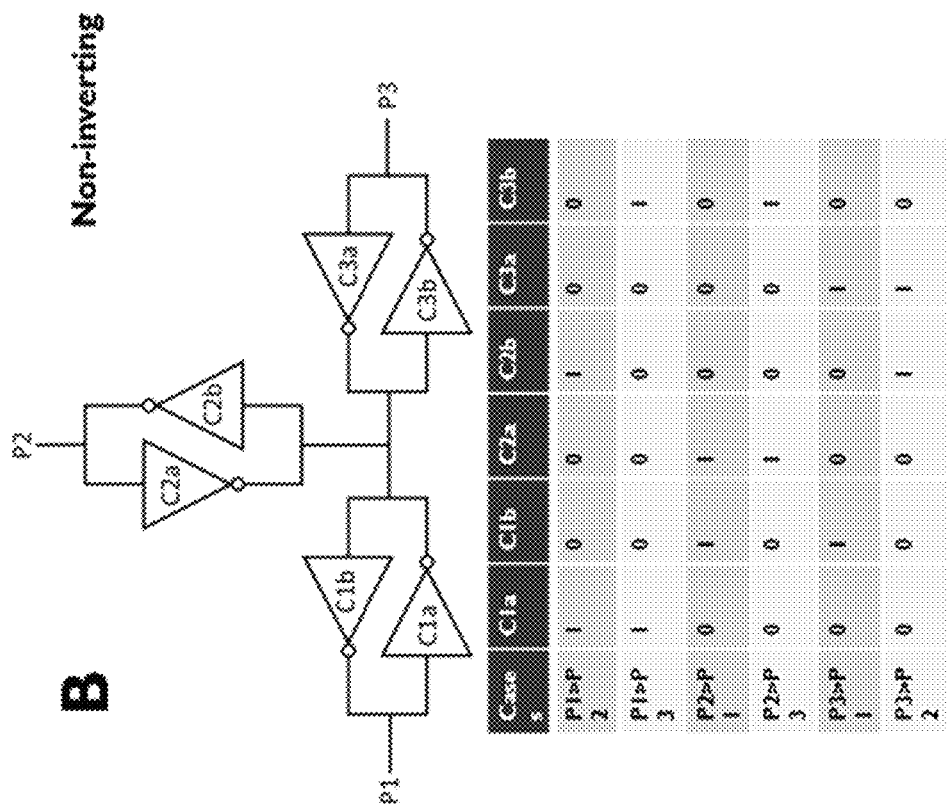 B
Non-inverting
P2
C2a
C2b
C1b
C3a
P1
P3
C1a
C3b
Cases C1a C1b C2a C2b C3a C3b
P1>P2 1 0 0 1 0 0
P1>P3 1 0 0 0 0 1
P2>P1 0 1 1 0 0 0
P2>P3 0 0 1 0 0 1
P3>P1 0 1 0 0 1 0
P3>P2 0 0 0 1 1 0